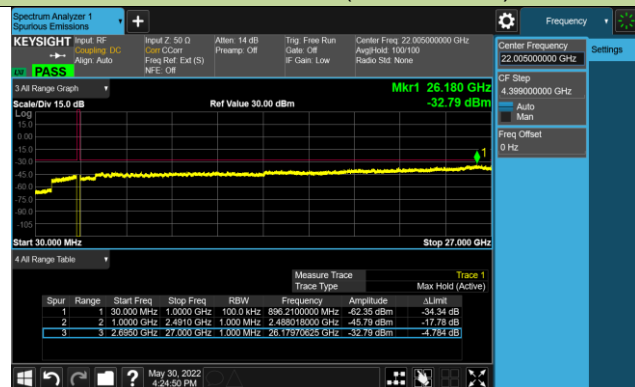 Spectrum Analyzer 1
Spurious Emissions
Frequency
KEYSIGHT
Input: RF
Coupling: DC
Align: Auto
Input Z: 50 Ω
Corr CCorr
Freq Ref: Ext (S)
NFE: Off
Atten: 14 dB
Preamp: Off
Trig: Free Run
Gate: Off
IF Gain: Low
Center Freq: 22.005000000 GHz
Avg|Hold: 100/100
Radio Std: None
PASS
Center Frequency
22.005000000 GHz
Settings
CF Step
4.399000000 GHz
Auto
Man
Freq Offset
0 Hz
3 All Range Graph
Mkr1 26.180 GHz
Scale/Div 15.0 dB
Ref Value 30.00 dBm
-32.79 dBm
Log
15.0
0.00
-15.0
-30.0
-45.0
-60.0
-75.0
-90.0
-105
1
Start 30.000 MHz
Stop 27.000 GHz
4 All Range Table
Measure Trace Trace 1
Trace Type Max Hold (Active)
Spur Range Start Freq Stop Freq RBW Frequency Amplitude ΔLimit
1 1 30.000 MHz 1.0000 GHz 100.0 kHz 896.2100000 MHz -62.35 dBm -34.34 dB
2 2 1.0000 GHz 2.4910 GHz 1.000 MHz 2.488018000 GHz -45.79 dBm -17.78 dB
3 3 2.6950 GHz 27.000 GHz 1.000 MHz 26.17970625 GHz -32.79 dBm -4.784 dB
May 30, 2022
4:24:50 PM